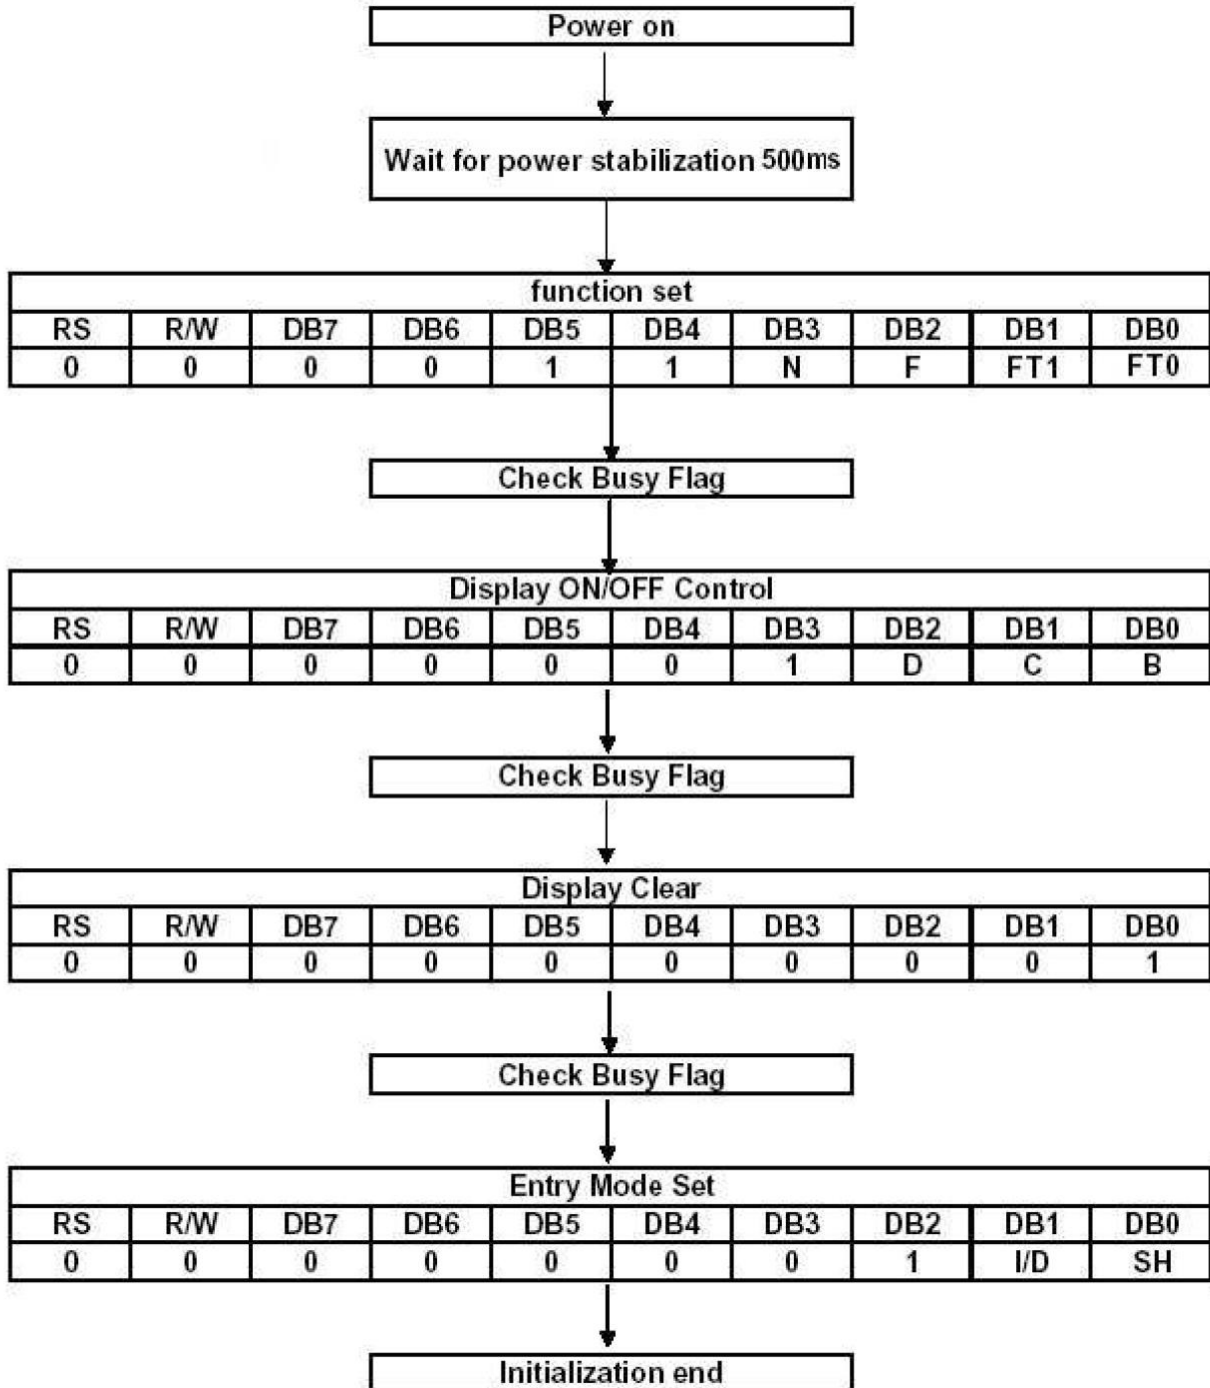 Power on
Wait for power stabilization 500ms
function set
RS R/W DB7 DB6 DB5 DB4 DB3 DB2 DB1 DB0
0 0 0 0 1 1 N F FT1 FT0
Check Busy Flag
Display ON/OFF Control
RS R/W DB7 DB6 DB5 DB4 DB3 DB2 DB1 DB0
0 0 0 0 0 0 1 D C B
Check Busy Flag
Display Clear
RS R/W DB7 DB6 DB5 DB4 DB3 DB2 DB1 DB0
0 0 0 0 0 0 0 0 0 1
Check Busy Flag
Entry Mode Set
RS R/W DB7 DB6 DB5 DB4 DB3 DB2 DB1 DB0
0 0 0 0 0 0 0 1 I/D SH
Initialization end